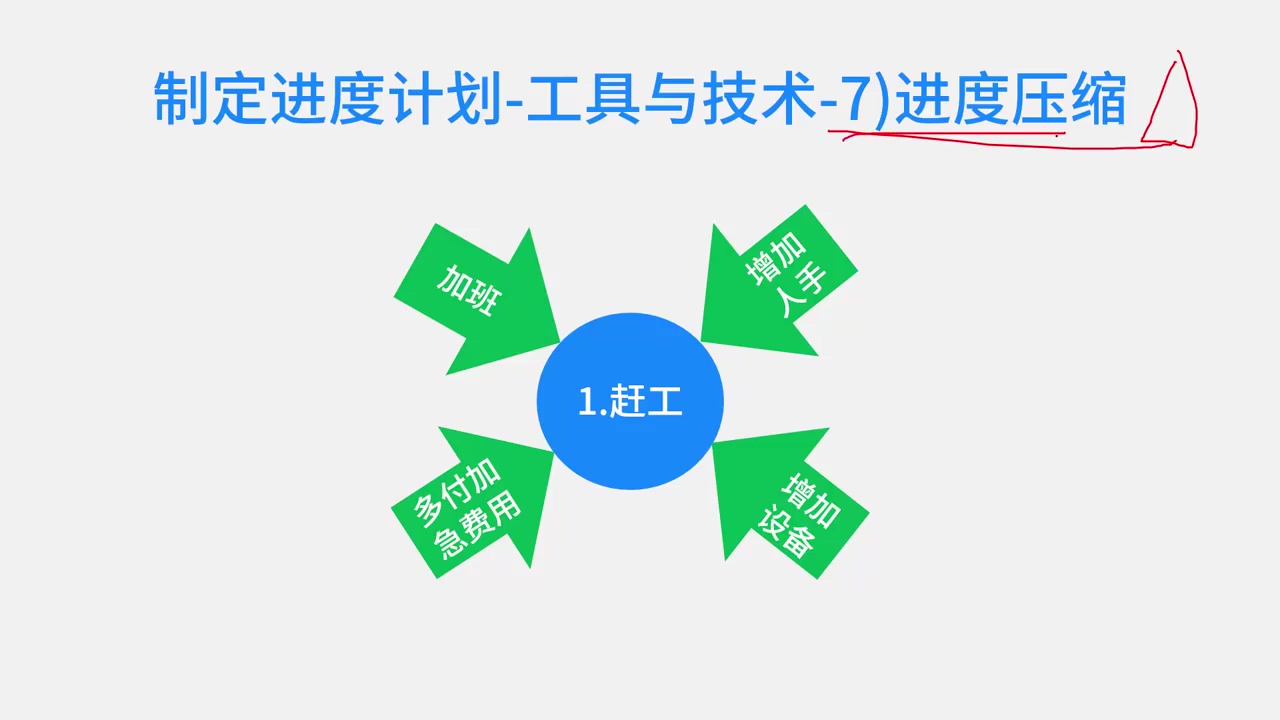 制定进度计划-工具与技术-7)进度压缩
加班
增加
人手
1.赶工
多付加
急费用
增加
设备